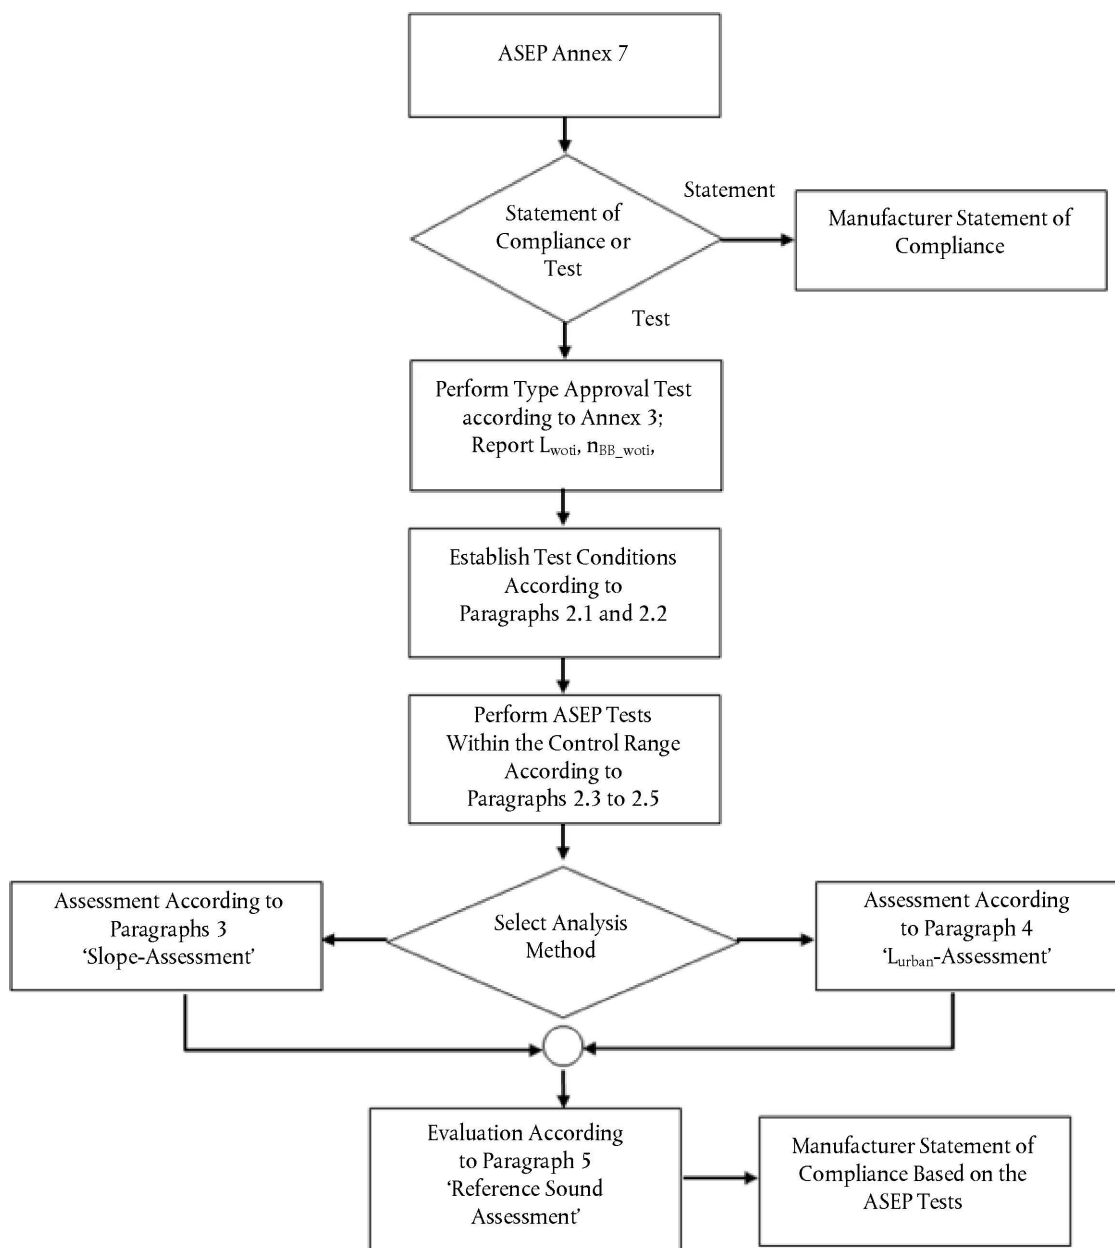 ASEP Annex 7
Statement
Statement of
Compliance or
Test
Manufacturer Statement of
Compliance
Test
Perform Type Approval Test
according to Annex 3;
Report Lwoti, nBB_woti,
Establish Test Conditions
According to
Paragraphs 2.1 and 2.2
Perform ASEP Tests
Within the Control Range
According to
Paragraphs 2.3 to 2.5
Assessment According to
Paragraphs 3
‘Slope-Assessment’
Select Analysis
Method
Assessment According
to Paragraph 4
‘Lurban-Assessment’
Evaluation According
to Paragraph 5
‘Reference Sound
Assessment’
Manufacturer Statement of
Compliance Based on the
ASEP Tests